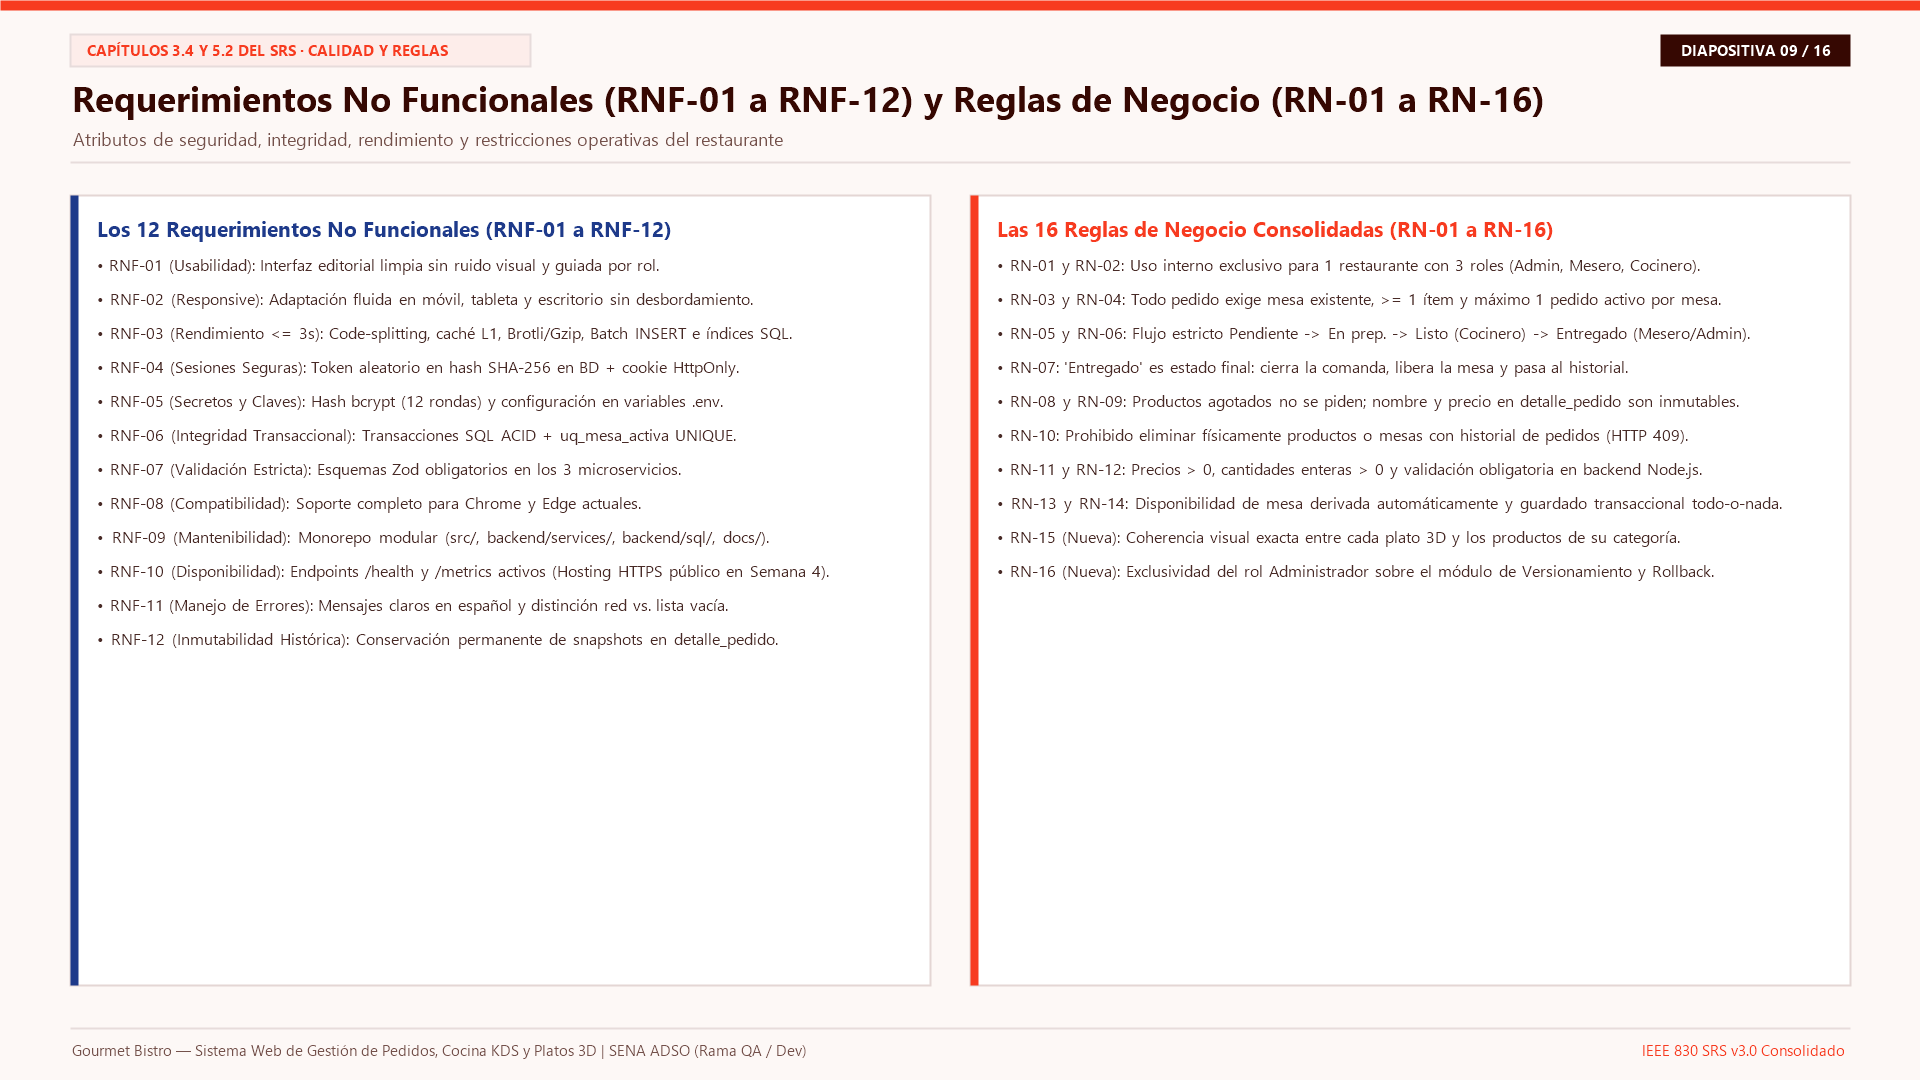 CAPÍTULOS 3.4 Y 5.2 DEL SRS · CALIDAD Y REGLAS
DIAPOSITIVA 09 / 16
Requerimientos No Funcionales (RNF-01 a RNF-12) y Reglas de Negocio (RN-01 a RN-16)
Atributos de seguridad, integridad, rendimiento y restricciones operativas del restaurante
Los 12 Requerimientos No Funcionales (RNF-01 a RNF-12)
• RNF-01 (Usabilidad): Interfaz editorial limpia sin ruido visual y guiada por rol.
• RNF-02 (Responsive): Adaptación fluida en móvil, tableta y escritorio sin desbordamiento.
• RNF-03 (Rendimiento <= 3s): Code-splitting, caché L1, Brotli/Gzip, Batch INSERT e índices SQL.
• RNF-04 (Sesiones Seguras): Token aleatorio en hash SHA-256 en BD + cookie HttpOnly.
• RNF-05 (Secretos y Claves): Hash bcrypt (12 rondas) y configuración en variables .env.
• RNF-06 (Integridad Transaccional): Transacciones SQL ACID + uq_mesa_activa UNIQUE.
• RNF-07 (Validación Estricta): Esquemas Zod obligatorios en los 3 microservicios.
• RNF-08 (Compatibilidad): Soporte completo para Chrome y Edge actuales.
• RNF-09 (Mantenibilidad): Monorepo modular (src/, backend/services/, backend/sql/, docs/).
• RNF-10 (Disponibilidad): Endpoints /health y /metrics activos (Hosting HTTPS público en Semana 4).
• RNF-11 (Manejo de Errores): Mensajes claros en español y distinción red vs. lista vacía.
• RNF-12 (Inmutabilidad Histórica): Conservación permanente de snapshots en detalle_pedido.
Las 16 Reglas de Negocio Consolidadas (RN-01 a RN-16)
• RN-01 y RN-02: Uso interno exclusivo para 1 restaurante con 3 roles (Admin, Mesero, Cocinero).
• RN-03 y RN-04: Todo pedido exige mesa existente, >= 1 ítem y máximo 1 pedido activo por mesa.
• RN-05 y RN-06: Flujo estricto Pendiente -> En prep. -> Listo (Cocinero) -> Entregado (Mesero/Admin).
• RN-07: 'Entregado' es estado final: cierra la comanda, libera la mesa y pasa al historial.
• RN-08 y RN-09: Productos agotados no se piden; nombre y precio en detalle_pedido son inmutables.
• RN-10: Prohibido eliminar físicamente productos o mesas con historial de pedidos (HTTP 409).
• RN-11 y RN-12: Precios > 0, cantidades enteras > 0 y validación obligatoria en backend Node.js.
• RN-13 y RN-14: Disponibilidad de mesa derivada automáticamente y guardado transaccional todo-o-nada.
• RN-15 (Nueva): Coherencia visual exacta entre cada plato 3D y los productos de su categoría.
• RN-16 (Nueva): Exclusividad del rol Administrador sobre el módulo de Versionamiento y Rollback.
Gourmet Bistro — Sistema Web de Gestión de Pedidos, Cocina KDS y Platos 3D | SENA ADSO (Rama QA / Dev)
IEEE 830 SRS v3.0 Consolidado